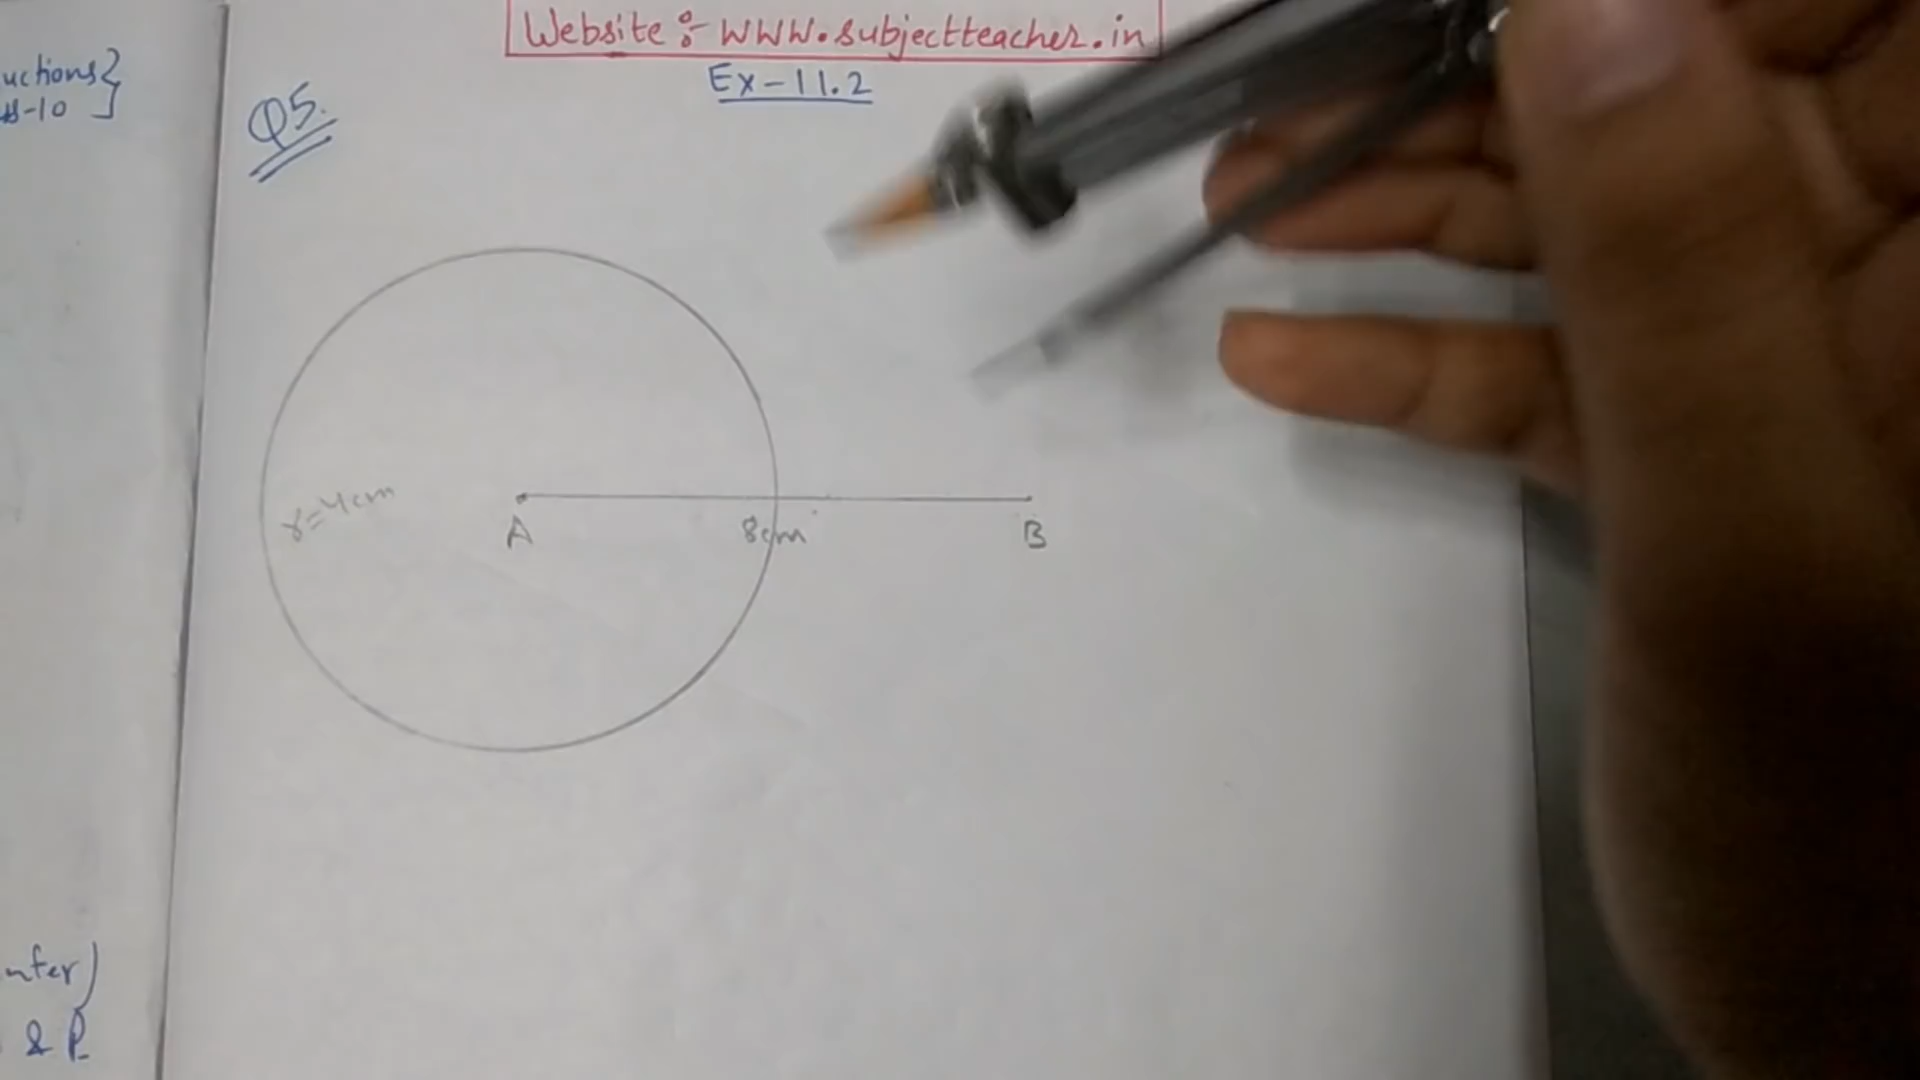 Website :- www.subjectteacher.in
Ex-11.2
uctions}
s-10
Q5.
r=4cm
A
8cm
B
nter)
& P